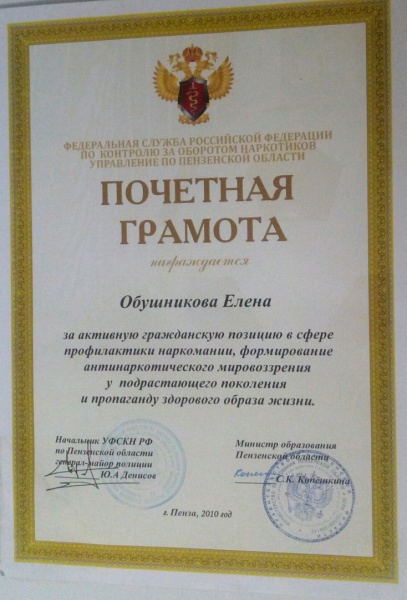 ФЕДЕРАЛЬНАЯ СЛУЖБА РОССИЙСКОЙ ФЕДЕРАЦИИ
ПО КОНТРОЛЮ ЗА ОБОРОТОМ НАРКОТИКОВ
УПРАВЛЕНИЕ ПО ПЕНЗЕНСКОЙ ОБЛАСТИ
ПОЧЕТНАЯ
ГРАМОТА
награждается
Обушникова Елена
за активную гражданскую позицию в сфере
профилактики наркомании, формирование
антинаркотического мировоззрения
у подрастающего поколения
и пропаганду здорового образа жизни.
Начальник УФСКН РФ
по Пензенской области
генерал-майор полиции
Ю.А Денисов
Министр образования
Пензенской области
С.К. Копешкина
г. Пенза, 2010 год